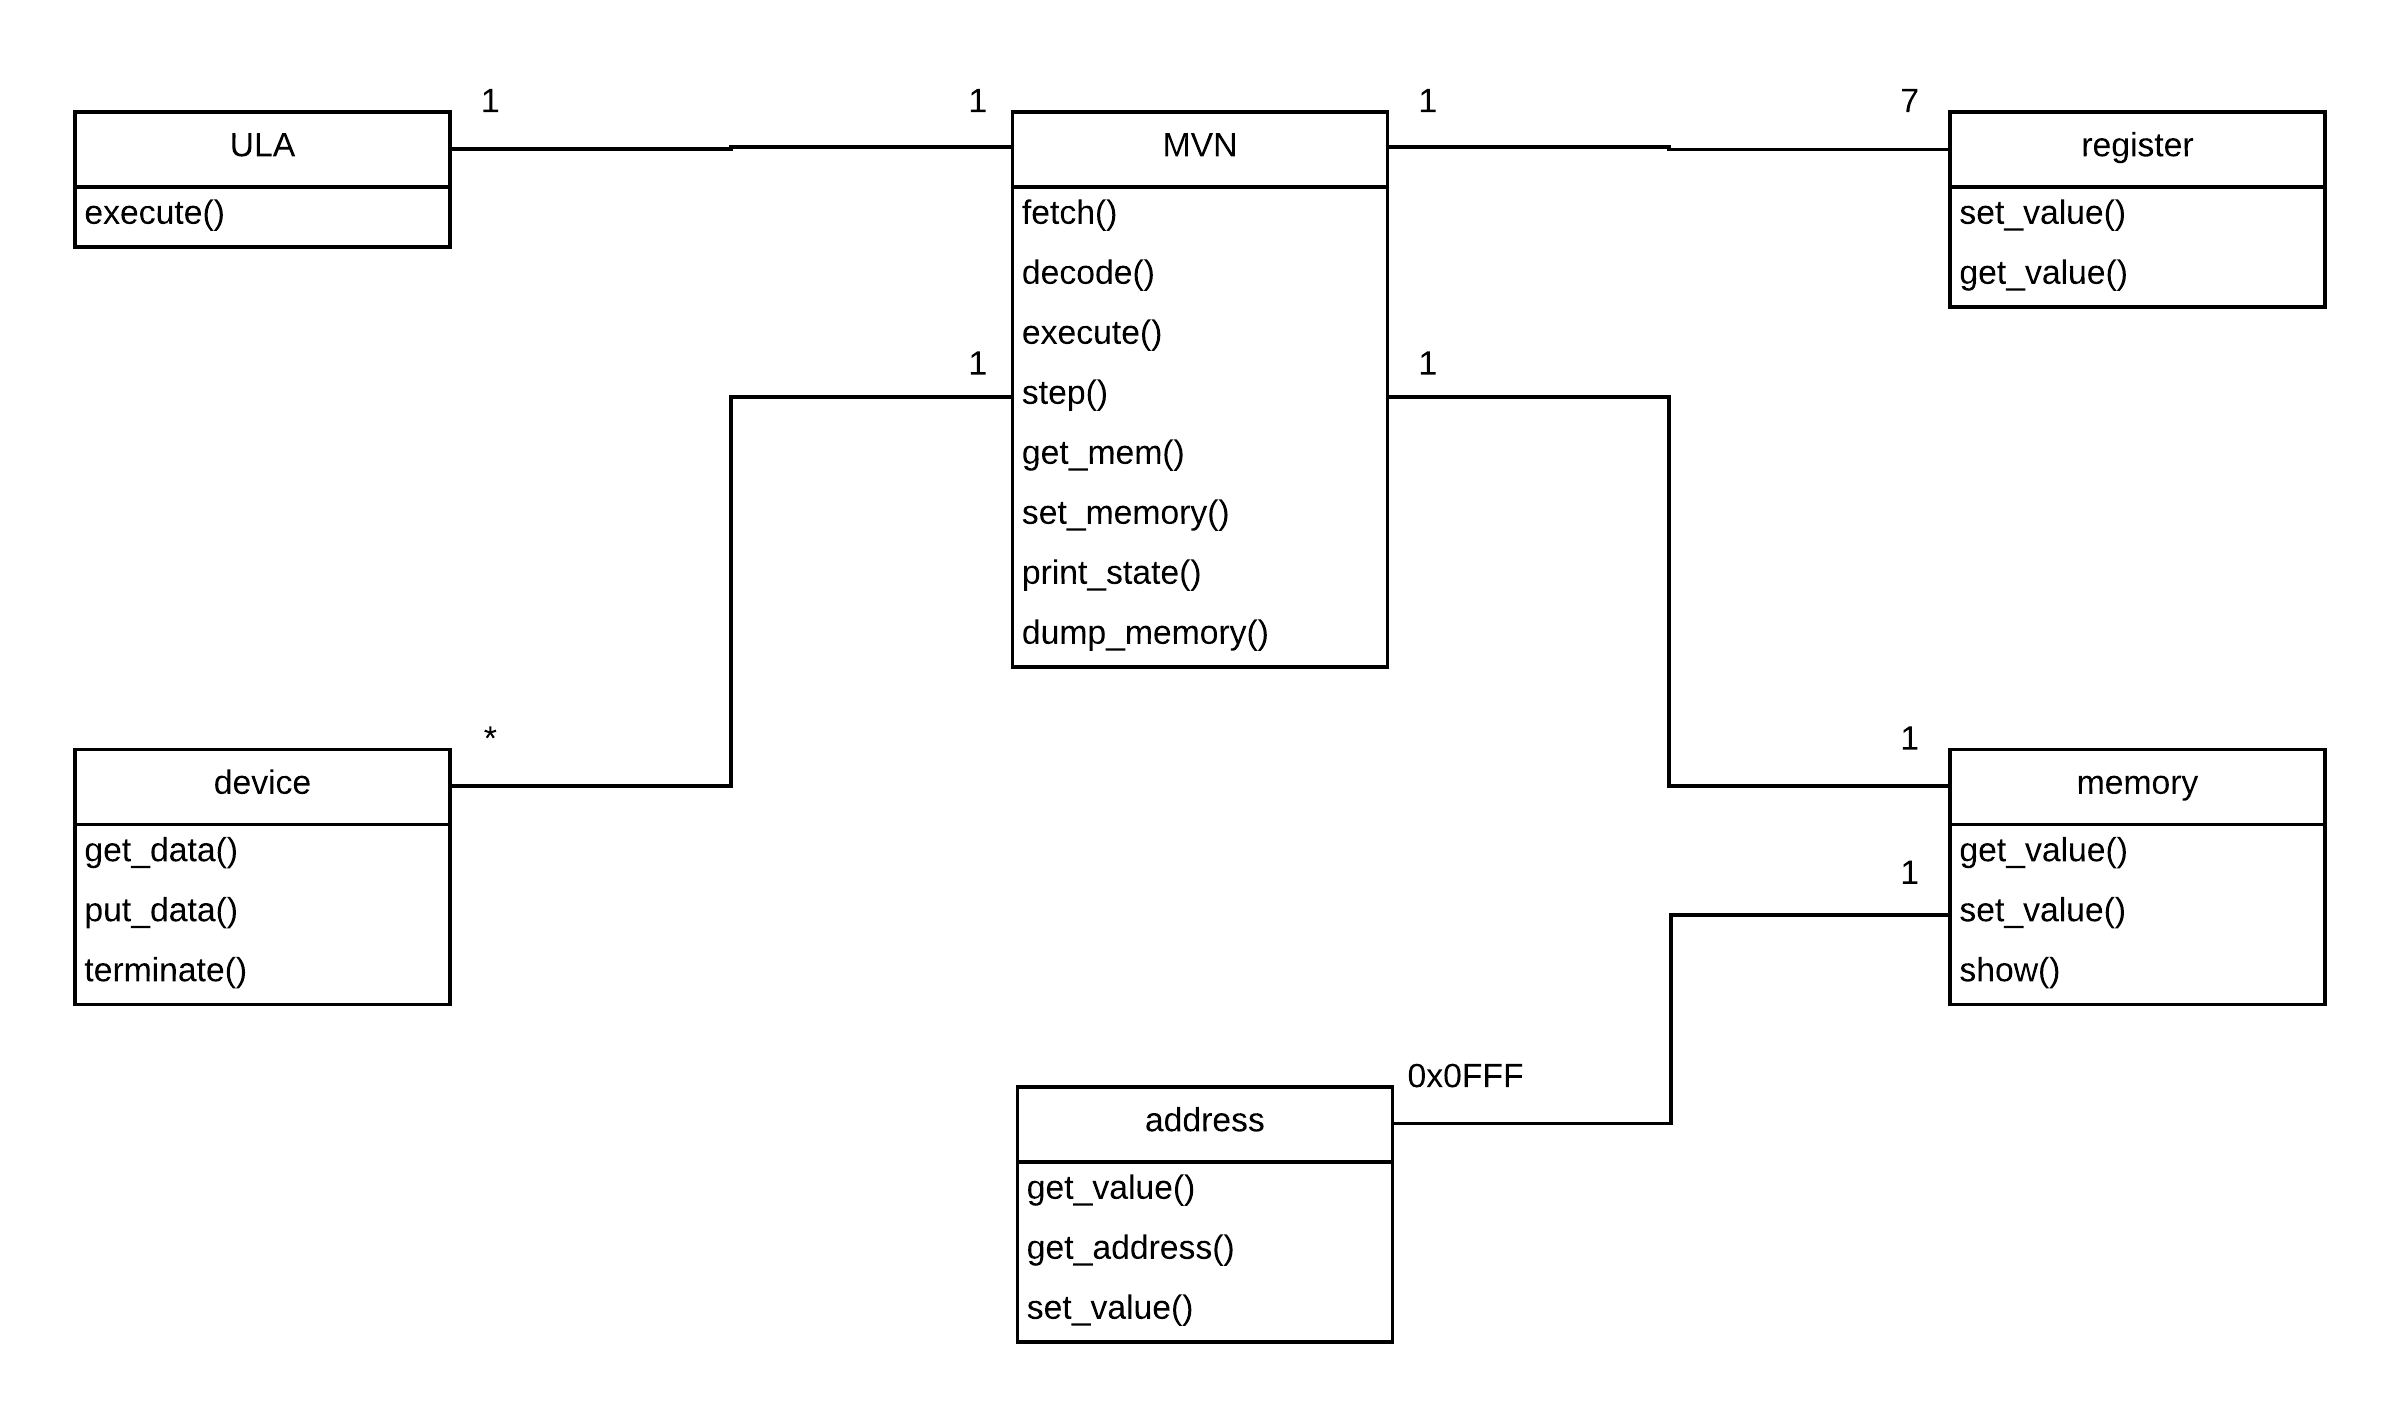 1
1
1
7
ULA
execute()
MVN
fetch()
decode()
execute()
step()
get_mem()
set_memory()
print_state()
dump_memory()
register
set_value()
get_value()
1
1
*
1
device
get_data()
put_data()
terminate()
memory
get_value()
set_value()
show()
1
0x0FFF
address
get_value()
get_address()
set_value()